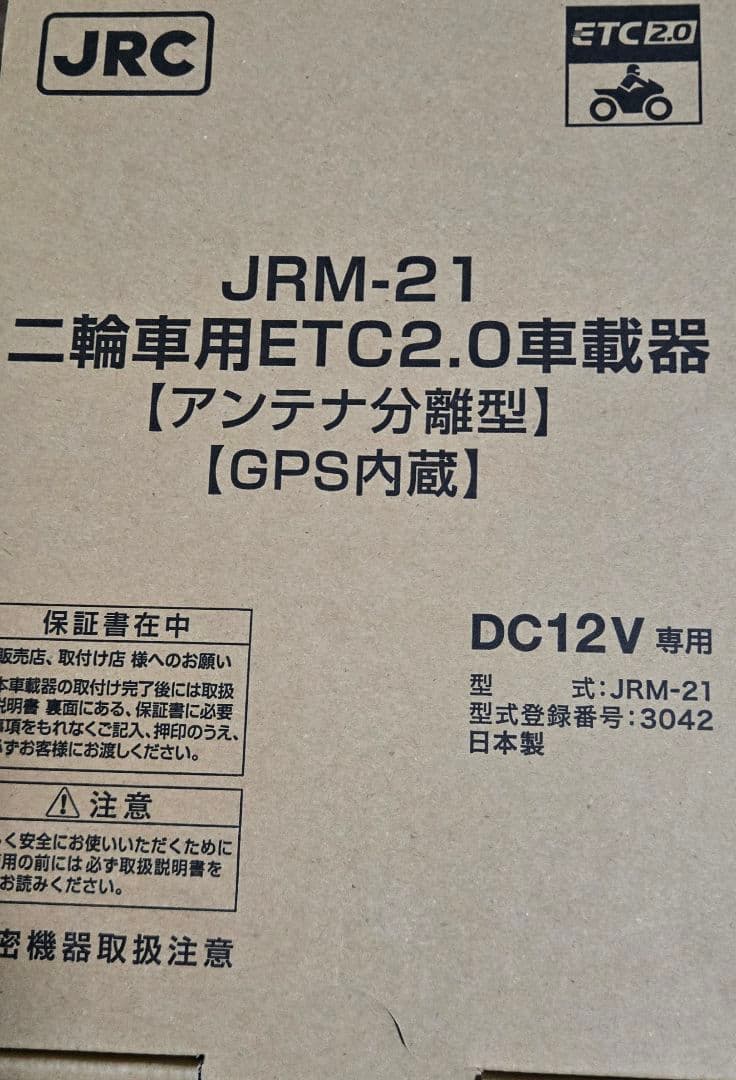 JRC
ETC2.0
JRM-21
二輪車用ETC2.0車載器
【アンテナ分離型】
【GPS内蔵】
保証書在中
販売店、取付け店 様へのお願い
本車載器の取付け完了後には取扱
説明書 裏面にある、保証書に必要
事項をもれなくご記入、押印のうえ、
必ずお客様にお渡しください。
DC12V 専用
型 式:JRM-21
型式登録番号:3042
日本製
⚠ 注意
く安全にお使いいただくために
用の前には必ず取扱説明書を
お読みください。
密機器取扱注意